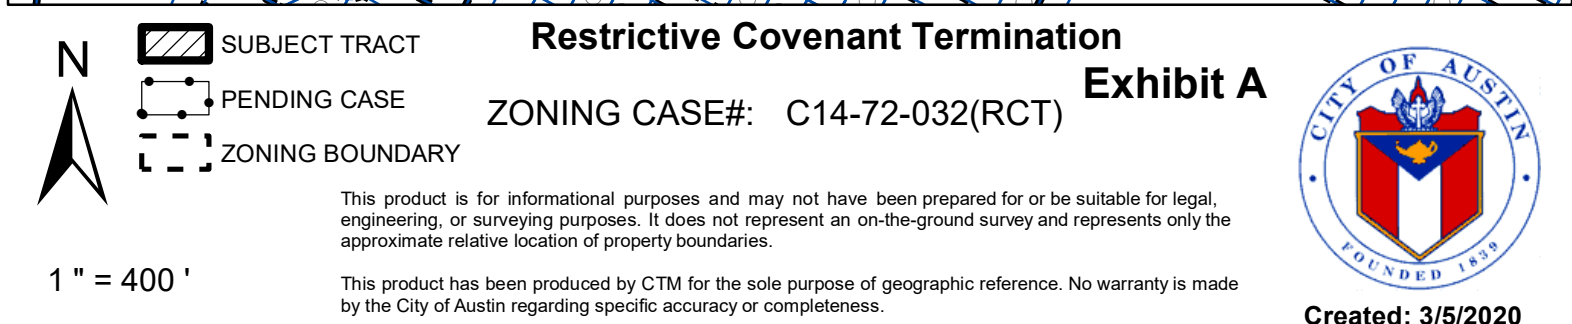 Restrictive Covenant Termination
Exhibit A
ZONING CASE#: C14-72-032(RCT)
N
SUBJECT TRACT
PENDING CASE
ZONING BOUNDARY
1 " = 400 '
This product is for informational purposes and may not have been prepared for or be suitable for legal,
engineering, or surveying purposes. It does not represent an on-the-ground survey and represents only the
approximate relative location of property boundaries.
This product has been produced by CTM for the sole purpose of geographic reference. No warranty is made
by the City of Austin regarding specific accuracy or completeness.
CITY OF AUSTIN
FOUNDED 1839
Created: 3/5/2020